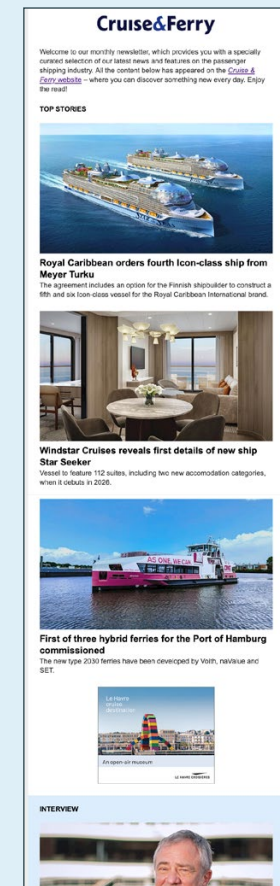 Cruise&Ferry
Welcome to our monthly newsletter, which provides you with a specially
curated selection of our latest news and features on the passenger
shipping industry. All the content below has appeared on the Cruise &
Ferry website – where you can discover something new every day. Enjoy
the read!
TOP STORIES
Royal Caribbean orders fourth Icon-class ship from
Meyer Turku
The agreement includes an option for the Finnish shipbuilder to construct a
fifth and six Icon-class vessel for the Royal Caribbean International brand.
Windstar Cruises reveals first details of new ship
Star Seeker
Vessel to feature 112 suites, including two new accomodation categories,
when it debuts in 2026.
AS ONE, WE CAN.
First of three hybrid ferries for the Port of Hamburg
commissioned
The new type 2030 ferries have been developed by Voith, naValue and
SET.
Le Havre
cruise
destination
An open-air museum
LE HAVRE CROISIÈRES
INTERVIEW